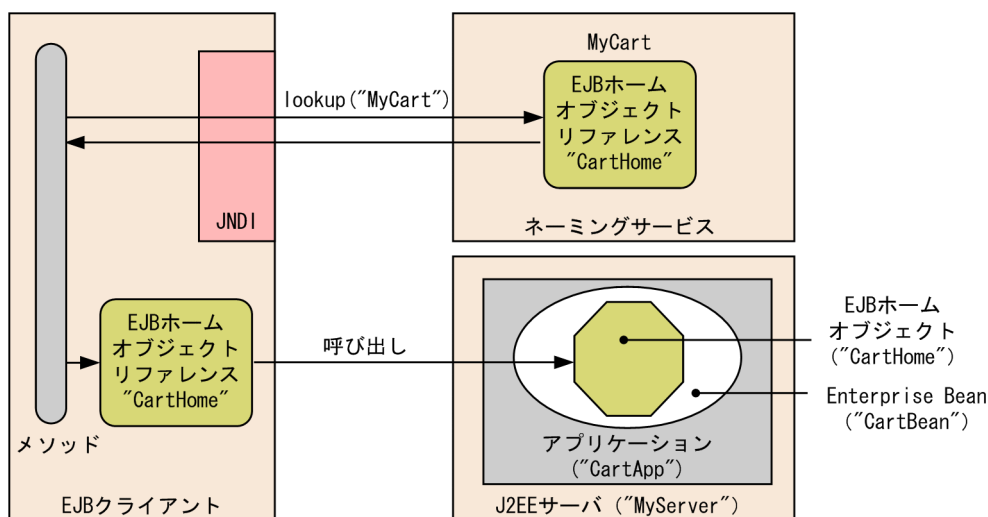 MyCart
EJBホーム
オブジェクト
リファレンス
"CartHome"
lookup("MyCart")
JNDI
ネーミングサービス
EJBホーム
オブジェクト
リファレンス
"CartHome"
呼び出し
メソッド
EJBクライアント
アプリケーション
("CartApp")
J2EEサーバ("MyServer")
EJBホーム
オブジェクト
("CartHome")
Enterprise Bean
("CartBean")